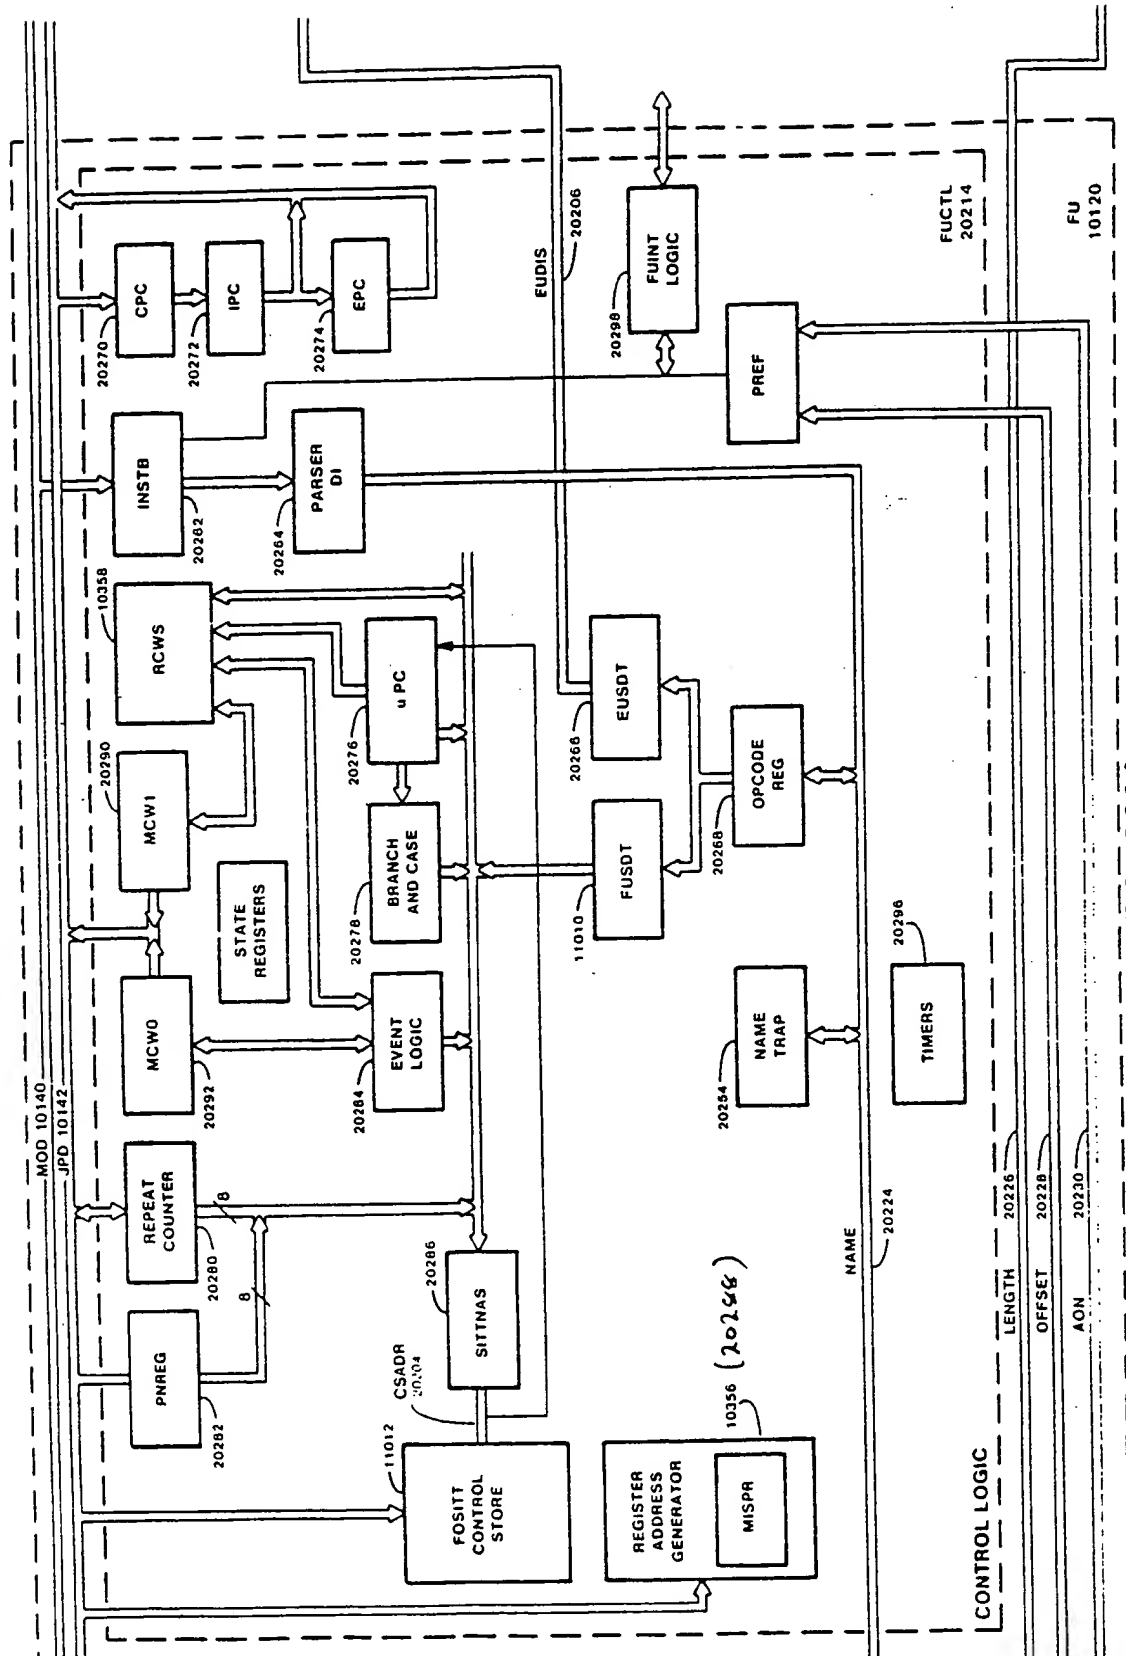 MOD 10140
JPD 10142
PNREG
20282
8
REPEAT
COUNTER
20280
8
MCW0
20292
MCW1
20290
STATE
REGISTERS
RCWS
10358
INSTB
20262
CPC
20270
IPC
20272
EPC
20274
PARSER
DI
20264
EVENT
LOGIC
20284
BRANCH
AND CASE
20278
u PC
20276
FOSITT
CONTROL
STORE
11012
CSADR
20204
SITTNAS
20286
FUSDT
11010
EUSDT
20266
EUDIS
20206
FUINT
LOGIC
20298
REGISTER
ADDRESS
GENERATOR
MISPR
10356 (20288)
NAME
TRAP
20254
OPCODE
REG
20268
PREF
TIMERS
20296
NAME
20224
FUCTL
20214
CONTROL LOGIC
LENGTH
20226
OFFSET
20228
AON
20230
FU
10120